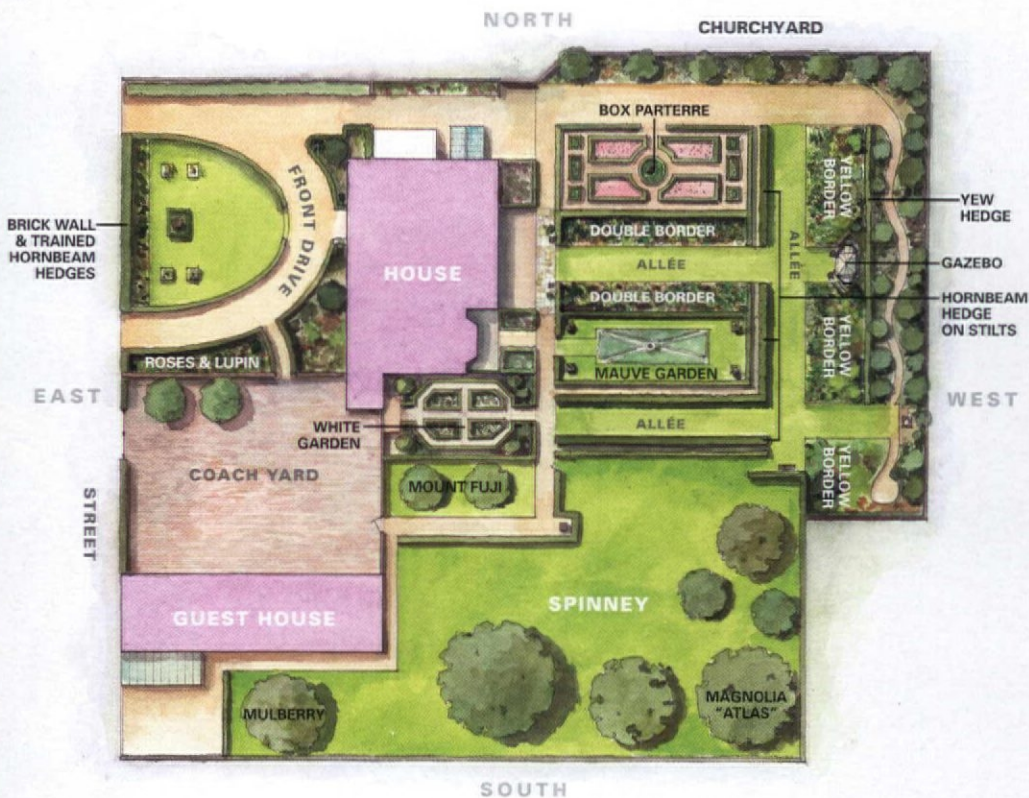 NORTH
CHURCHYARD
BOX PARTERRE
YELLOW
BORDER
YEW
HEDGE
BRICK WALL
& TRAINED
HORNBEAM
HEDGES
FRONT DRIVE
DOUBLE BORDER
HOUSE
ALLÉE
ALLÉE
GAZEBO
DOUBLE BORDER
HORNBEAM
HEDGE
ON STILTS
YELLOW
BORDER
ROSES & LUPIN
MAUVE GARDEN
EAST
WEST
WHITE
GARDEN
ALLÉE
COACH YARD
MOUNT FUJI
YELLOW
BORDER
STREET
SPINNEY
GUEST HOUSE
MULBERRY
MAGNOLIA
"ATLAS"
SOUTH